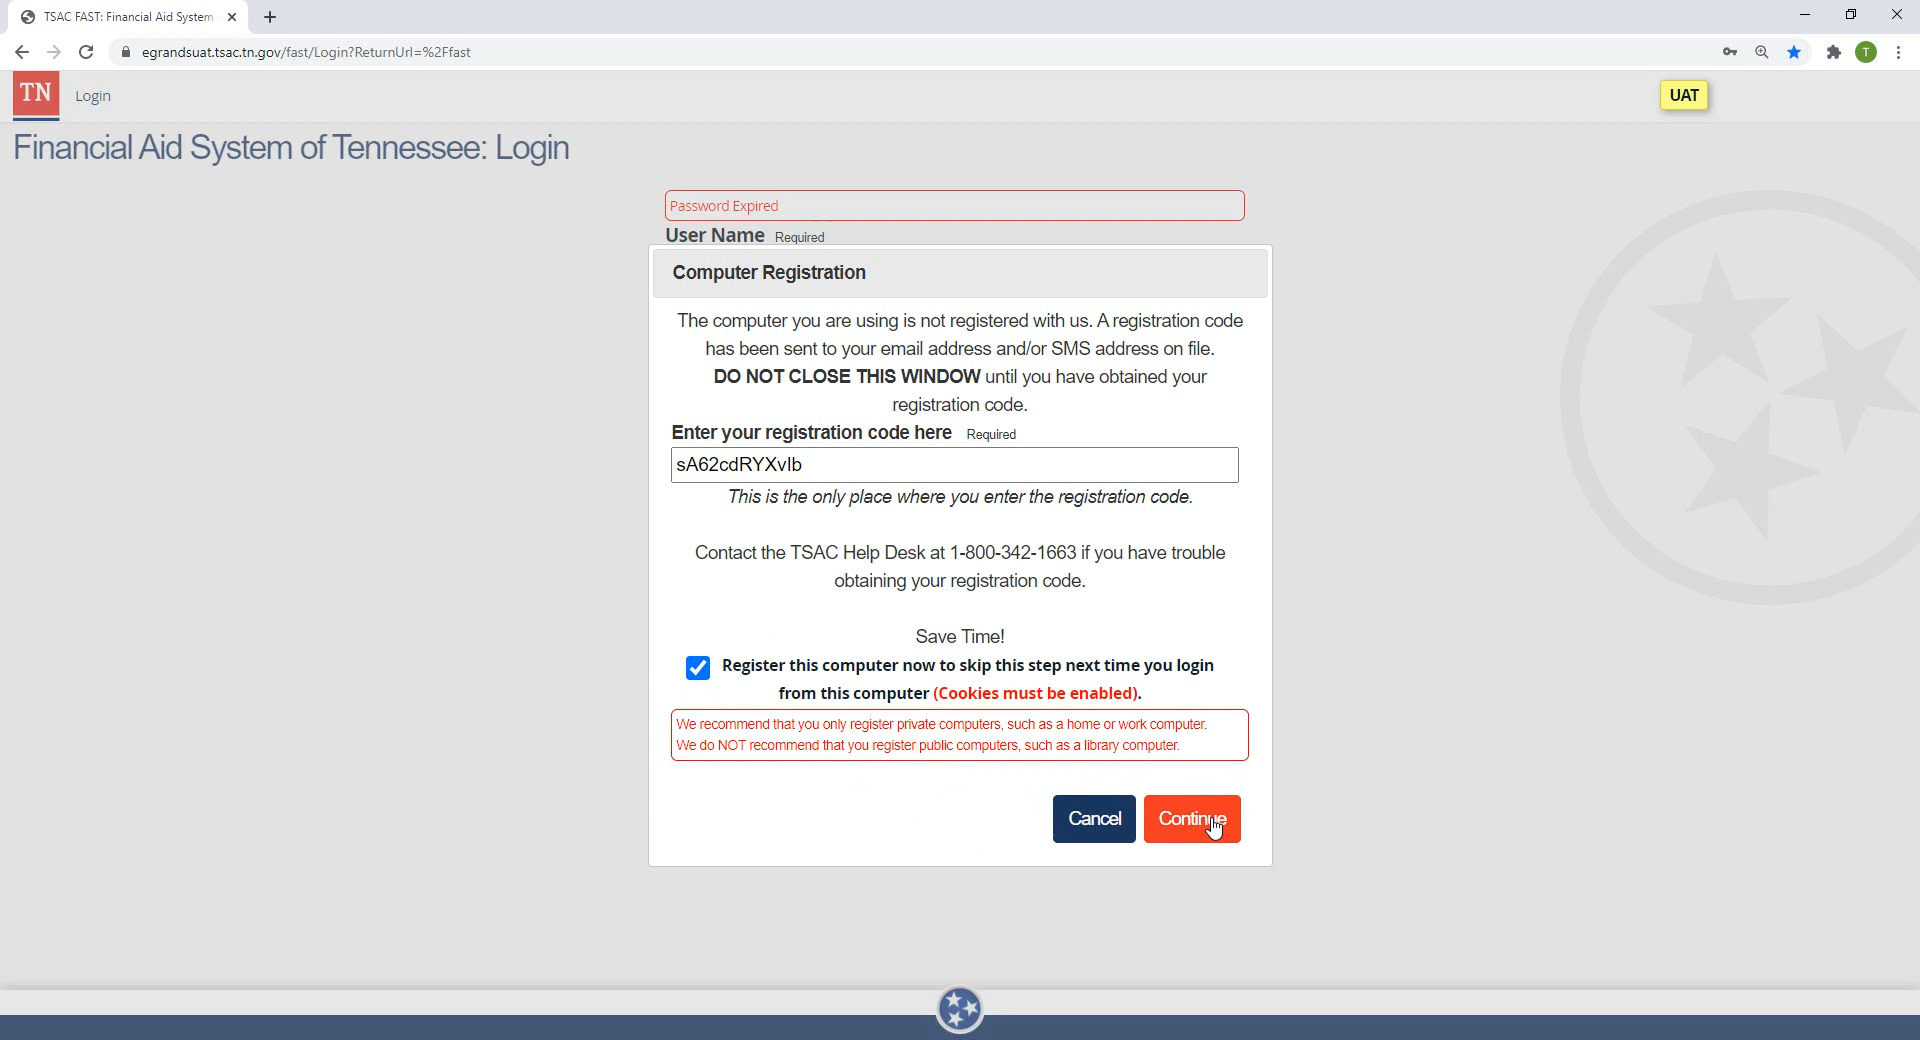 TSAC FAST: Financial Aid System
egrandsuat.tsac.tn.gov/fast/Login?ReturnUrl=%2Ffast
T
TN
Login
UAT
Financial Aid System of Tennessee: Login
Password Expired
User Name Required
Computer Registration
The computer you are using is not registered with us. A registration code
has been sent to your email address and/or SMS address on file.
DO NOT CLOSE THIS WINDOW until you have obtained your
registration code.
Enter your registration code here Required
sA62cdRYXvIb
This is the only place where you enter the registration code.
Contact the TSAC Help Desk at 1-800-342-1663 if you have trouble
obtaining your registration code.
Save Time!
Register this computer now to skip this step next time you login
from this computer (Cookies must be enabled).
We recommend that you only register private computers, such as a home or work computer.
We do NOT recommend that you register public computers, such as a library computer.
Cancel
Continue